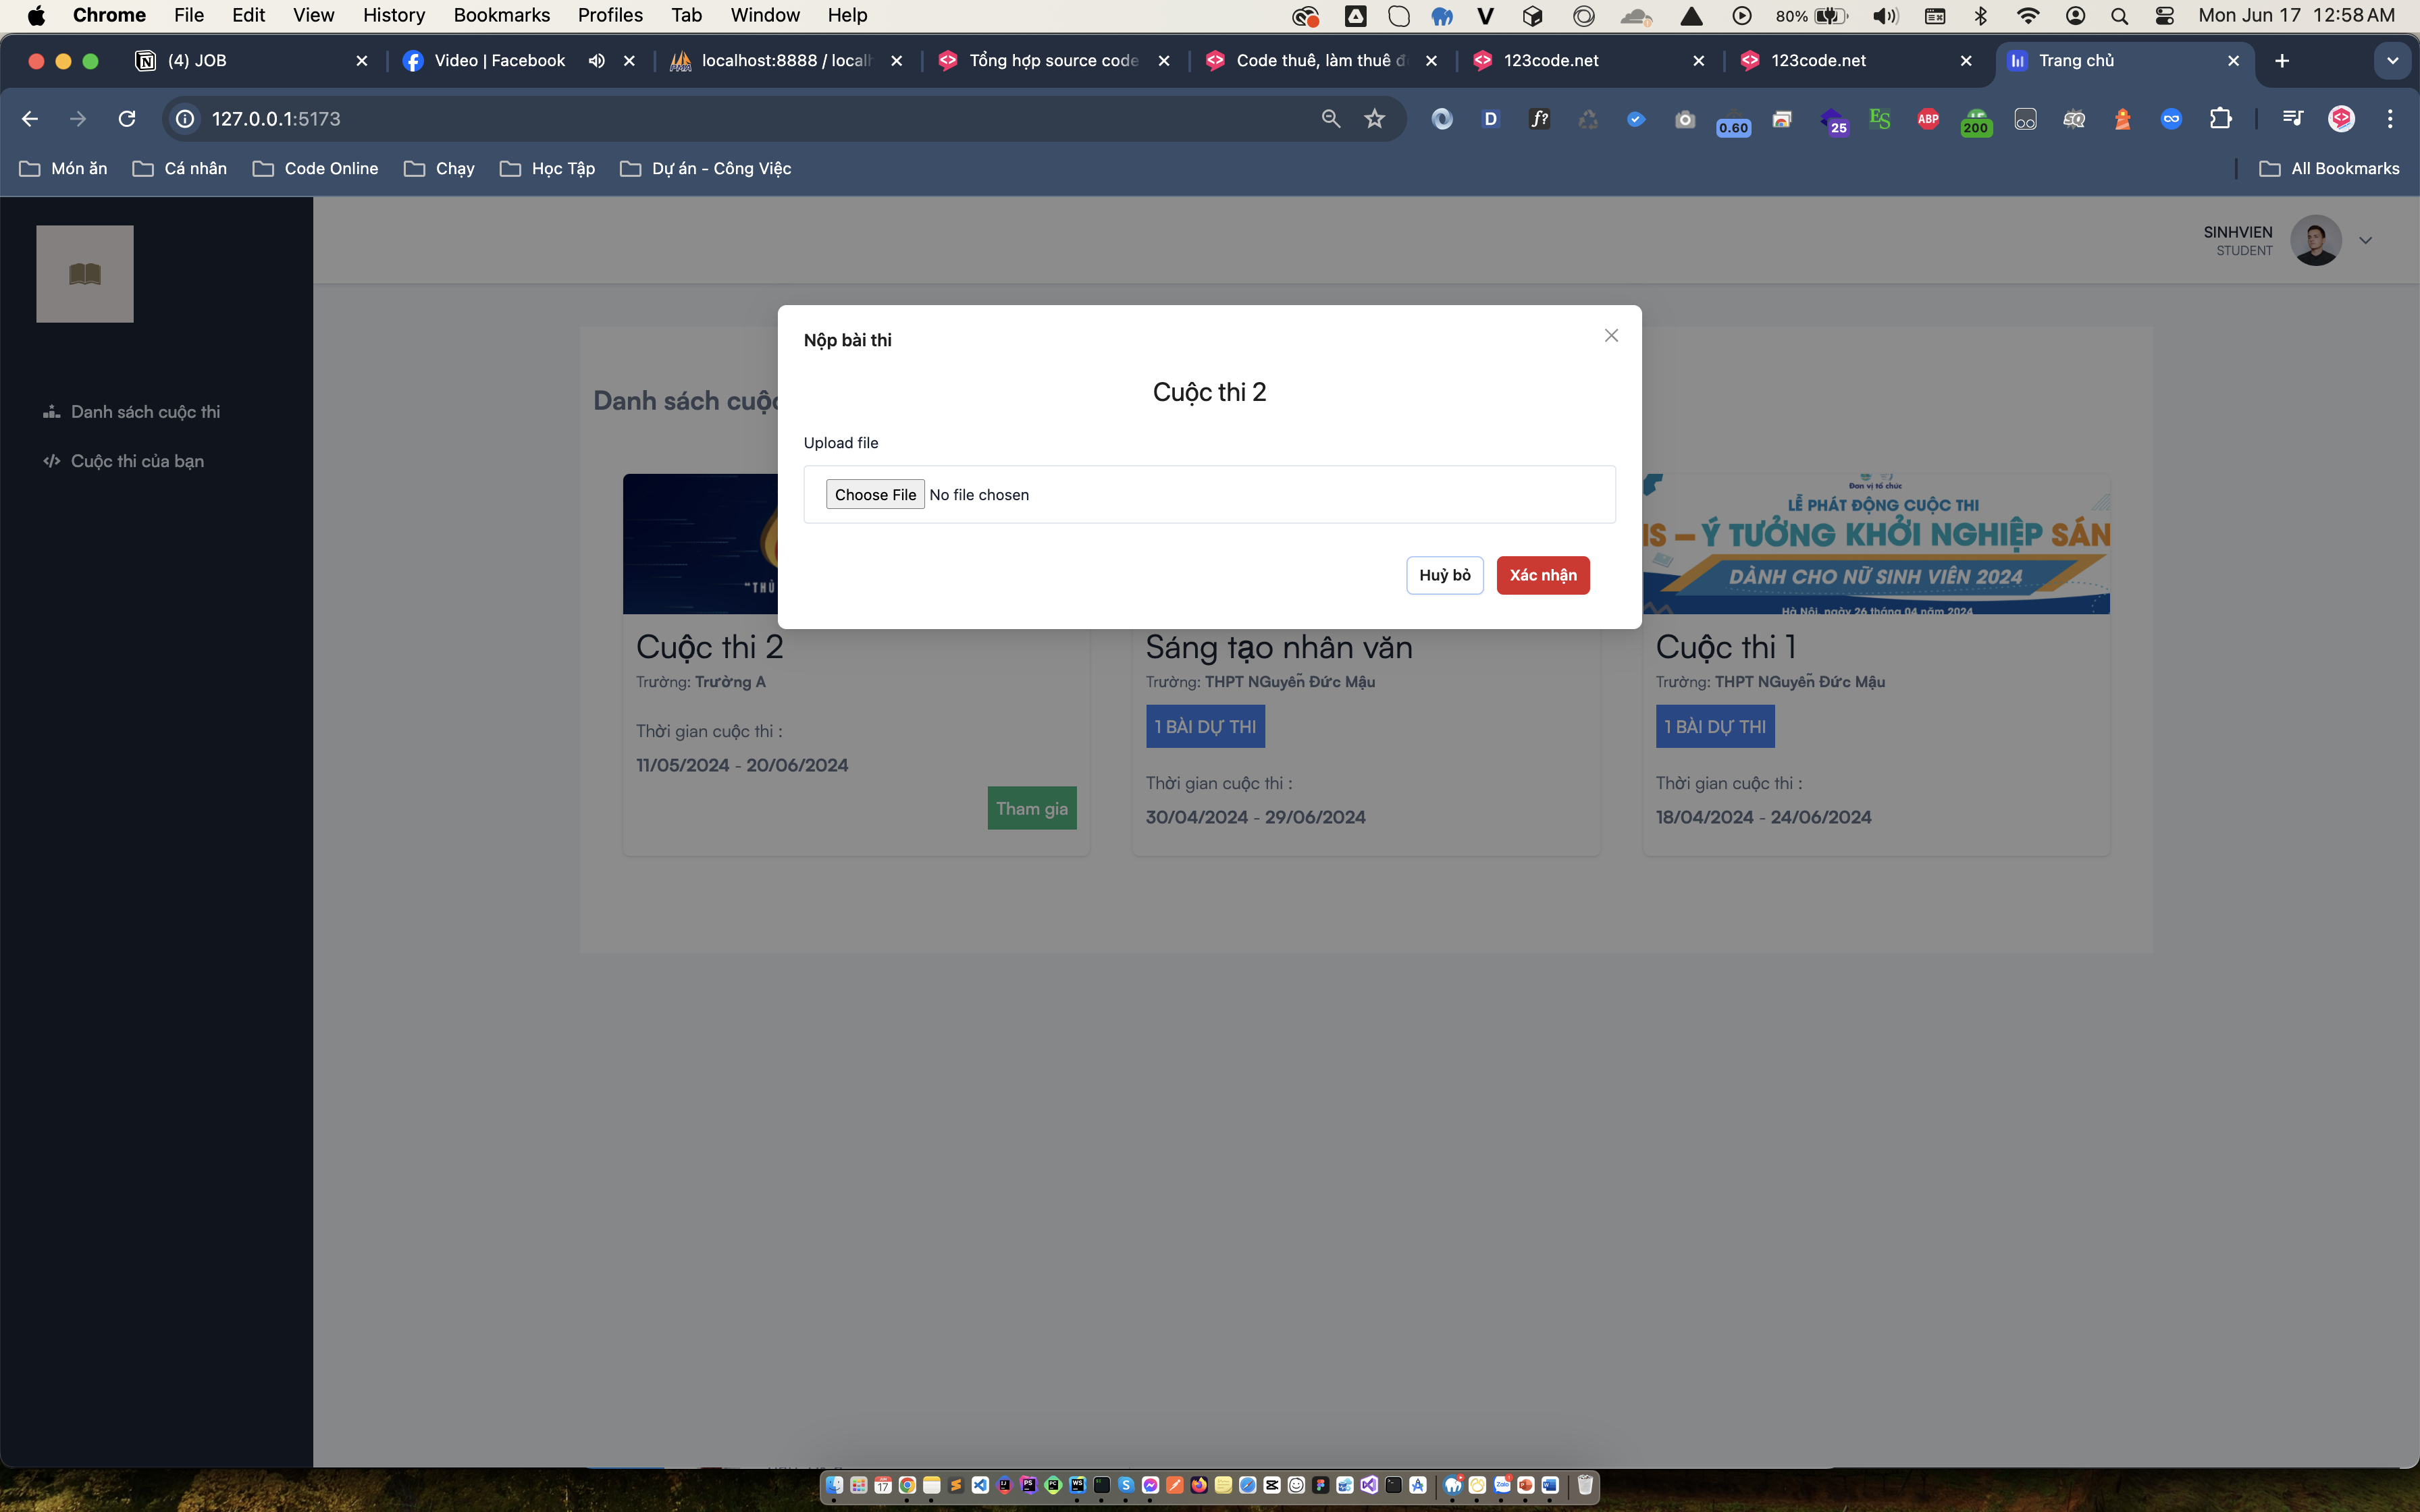 Chrome File Edit View History Bookmarks Profiles Tab Window Help 80% Mon Jun 17 12:58 AM
(4) JOB Video | Facebook localhost:8888 / local Tổng hợp source code Code thuê, làm thuê đ 123code.net 123code.net Trang chủ
127.0.0.1:5173 D f? 0.60 25 ES ABP 200 SQ
Món ăn Cá nhân Code Online Chạy Học Tập Dự án - Công Việc All Bookmarks
SINHVIEN
STUDENT
Danh sách cuộc thi
Cuộc thi của bạn
Danh sách cuộc
Nộp bài thi
Cuộc thi 2
Upload file
Choose File No file chosen
Huỷ bỏ Xác nhận
"THỦ
Đơn vị tổ chức
LỄ PHÁT ĐỘNG CUỘC THI
IS – Ý TƯỞNG KHỞI NGHIỆP SÁN
DÀNH CHO NỮ SINH VIÊN 2024
Hà Nội, ngày 26 tháng 04 năm 2024
Cuộc thi 2
Trường: Trường A
Thời gian cuộc thi :
11/05/2024 - 20/06/2024
Tham gia
Sáng tạo nhân văn
Trường: THPT NGuyễn Đức Mậu
1 BÀI DỰ THI
Thời gian cuộc thi :
30/04/2024 - 29/06/2024
Cuộc thi 1
Trường: THPT NGuyễn Đức Mậu
1 BÀI DỰ THI
Thời gian cuộc thi :
18/04/2024 - 24/06/2024